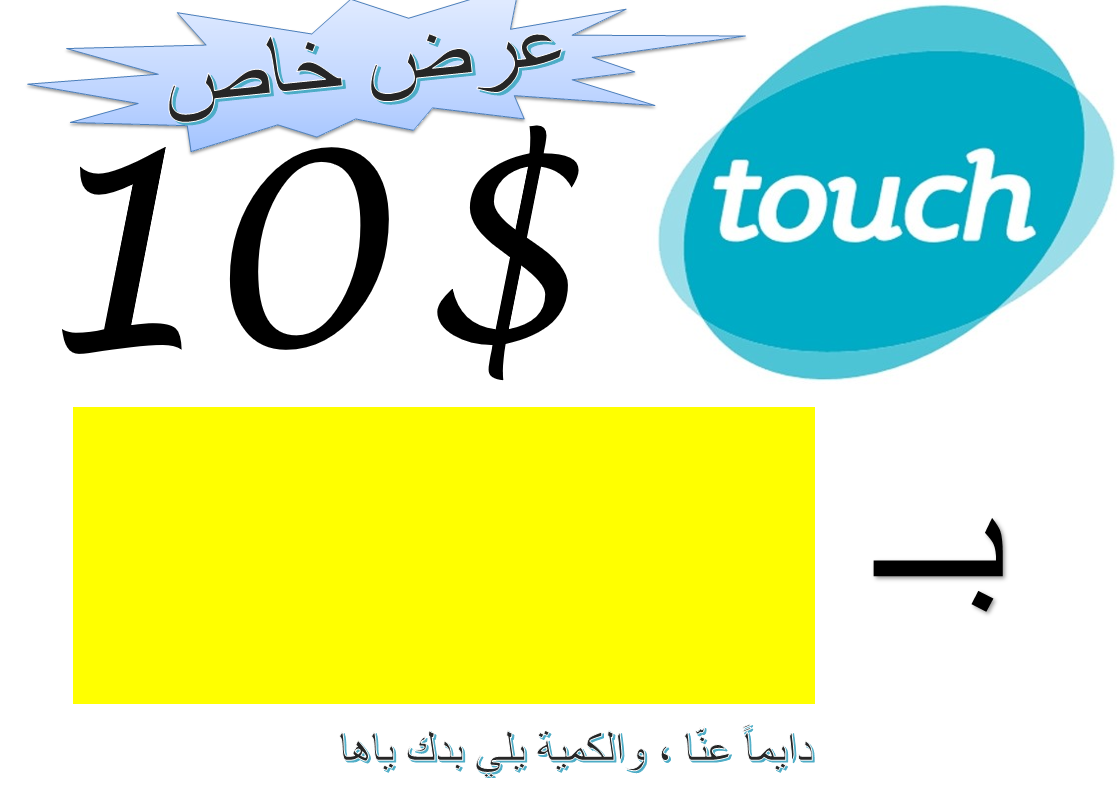 عرض خاص
10 $
touch
بـ
دايماً عنّا ، والكمية يلي بدك ياها